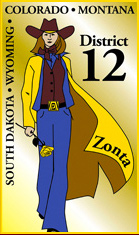 SOUTH DAKOTA • WYOMING • COLORADO • MONTANA
District
12
Zonta